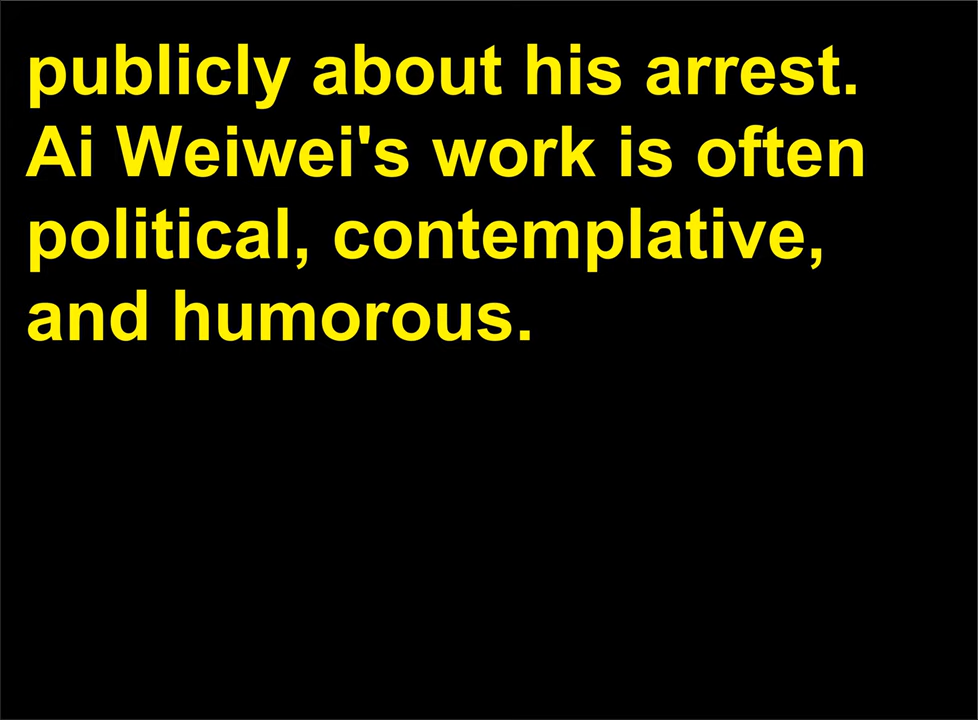 publicly about his arrest.
Ai Weiwei's work is often
political, contemplative,
and humorous.